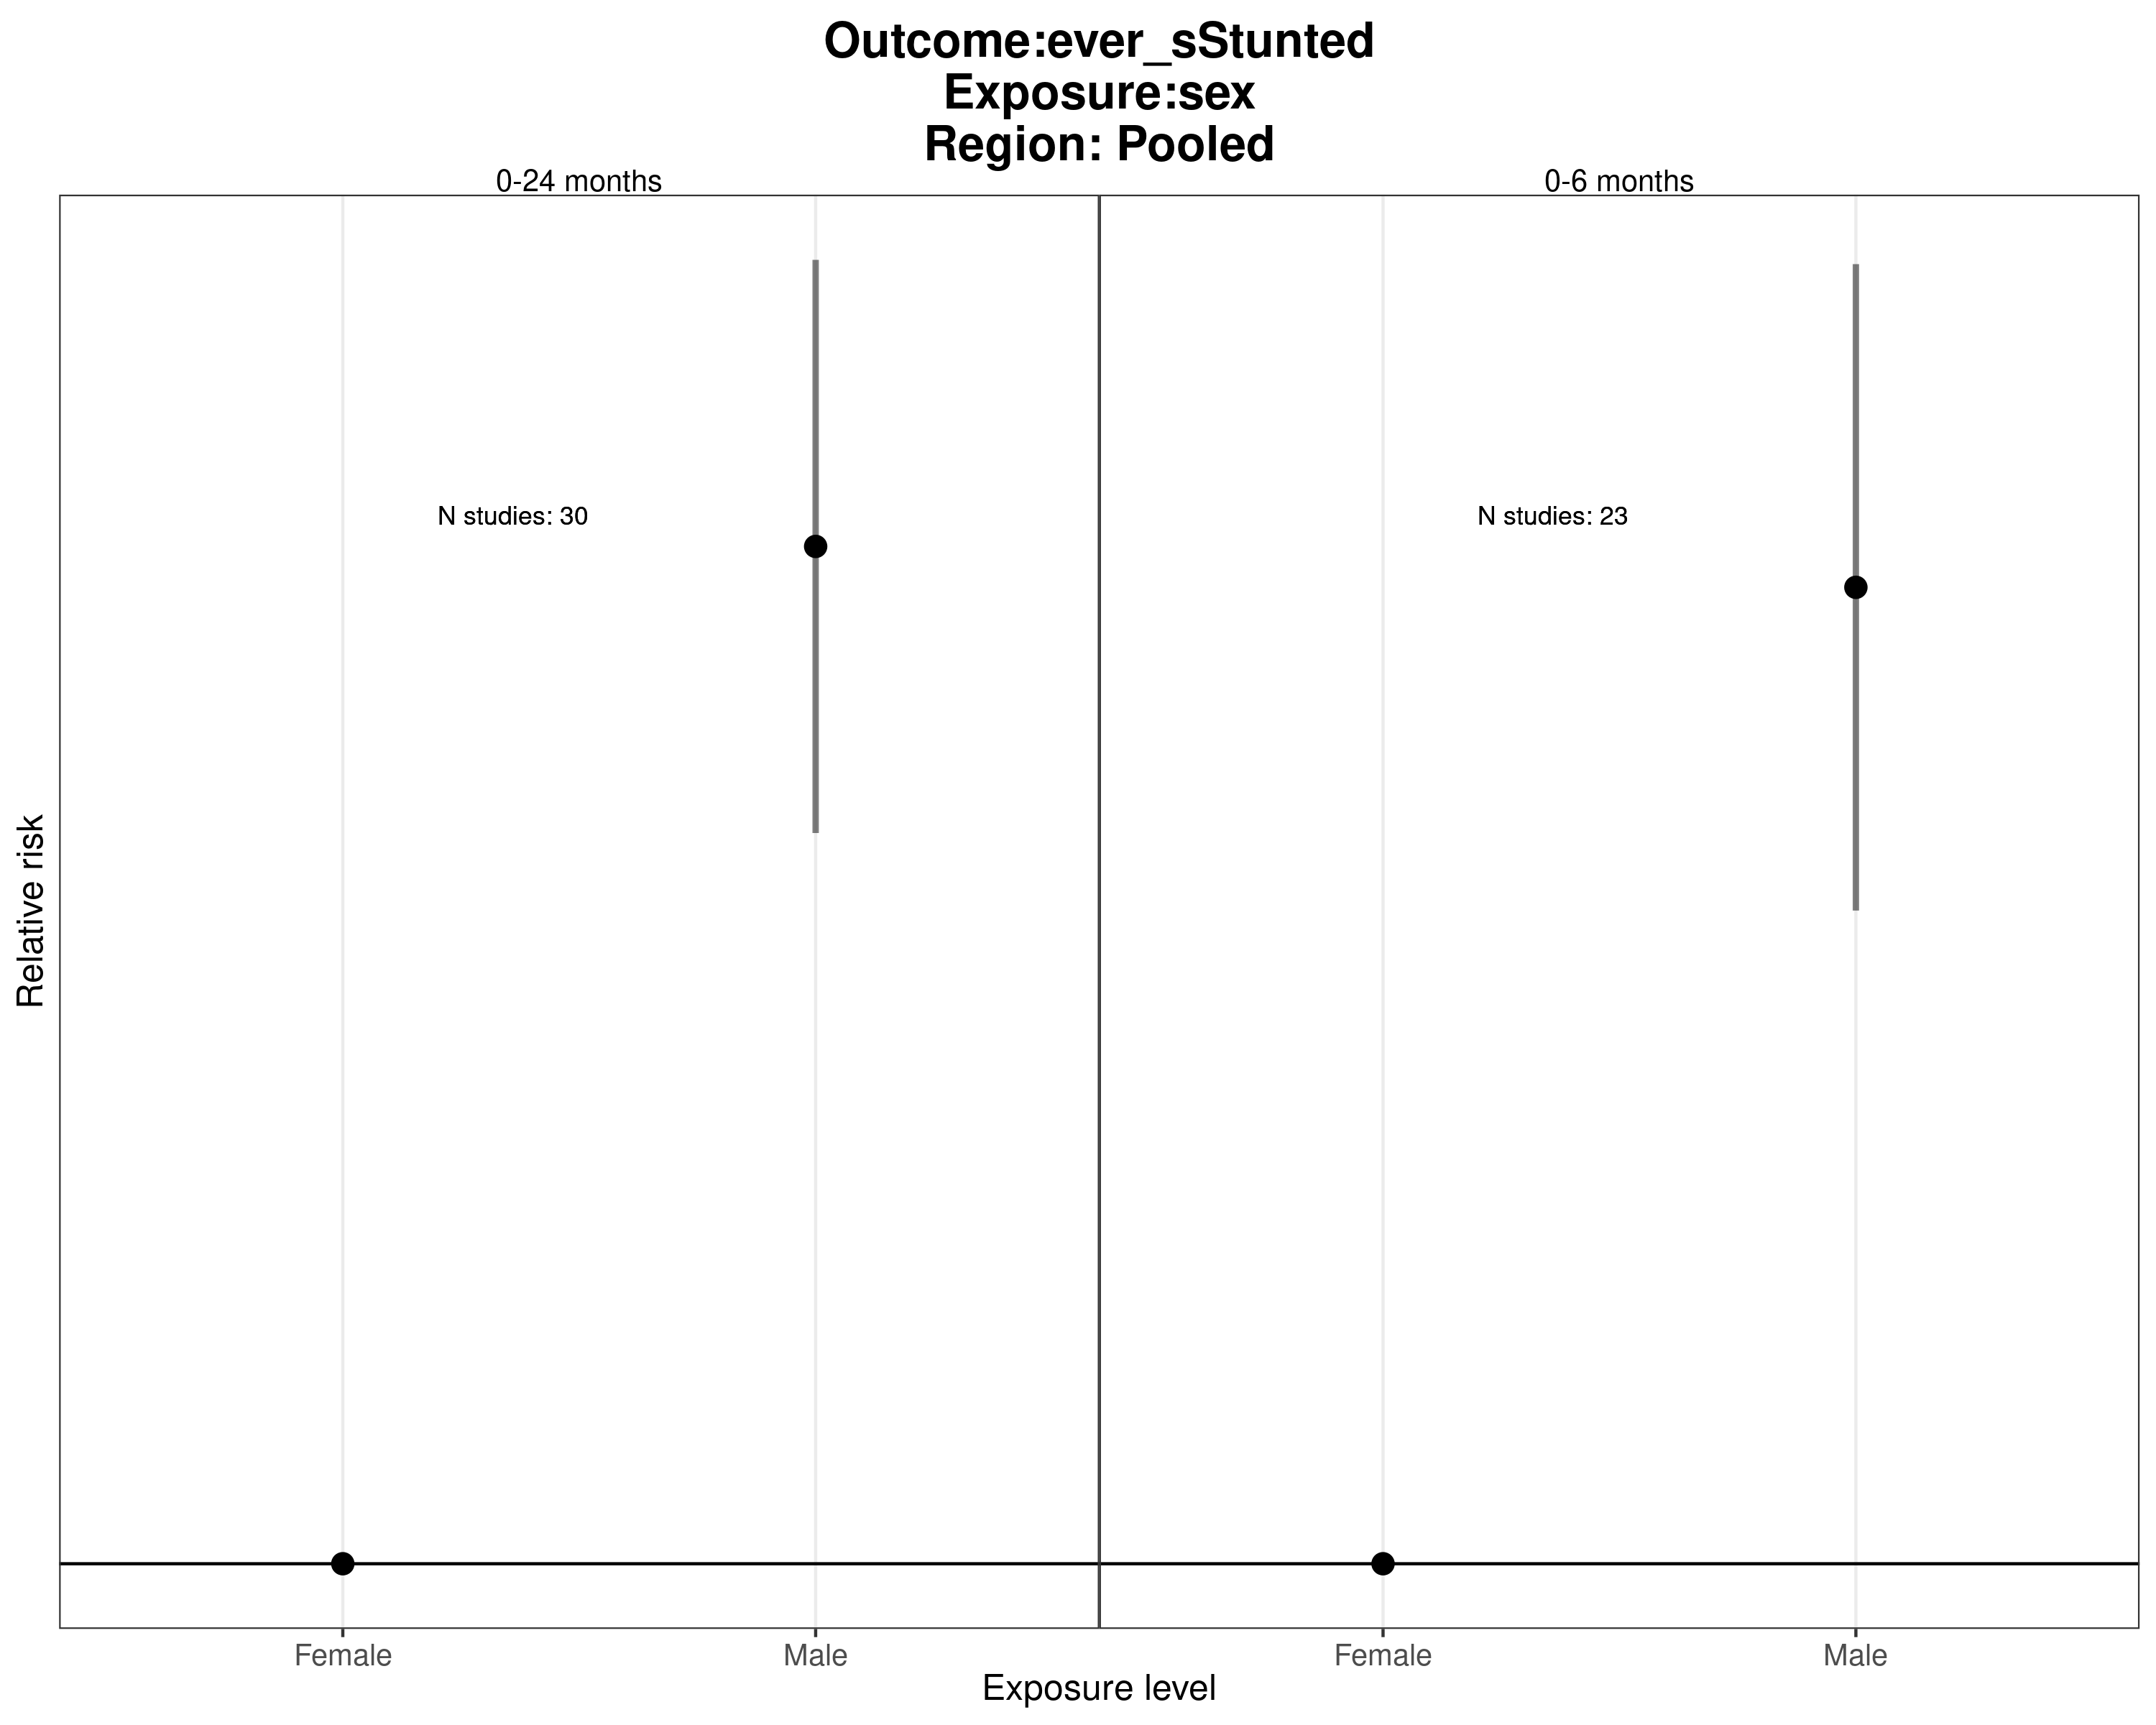 Outcome:ever_sStunted
Exposure:sex
Region: Pooled
0-24 months
0-6 months
N studies: 30
N studies: 23
Relative risk
Female
Male
Female
Male
Exposure level